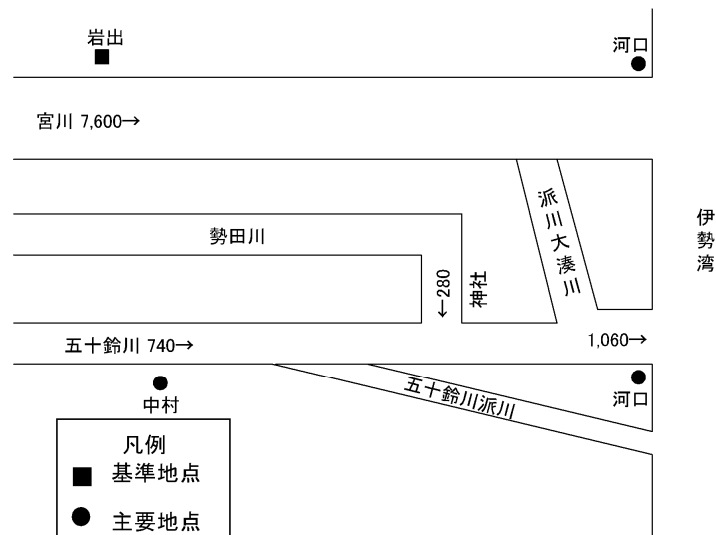 岩出
河口
宮川 7,600→
派川大湊川
伊勢湾
勢田川
←280
神社
五十鈴川 740→
1,060→
五十鈴川派川
中村
河口
凡例
基準地点
主要地点